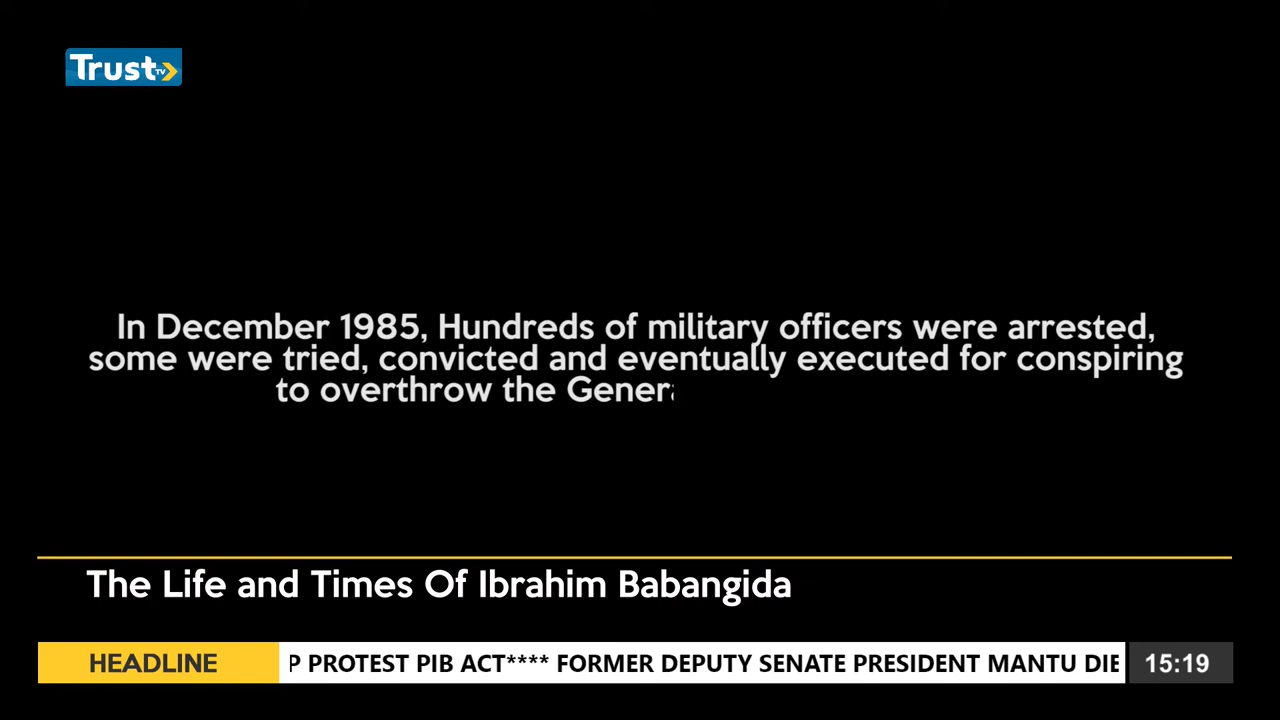 Trust TV
In December 1985, Hundreds of military officers were arrested,
some were tried, convicted and eventually executed for conspiring
to overthrow the Genera
The Life and Times Of Ibrahim Babangida
HEADLINE
P PROTEST PIB ACT**** FORMER DEPUTY SENATE PRESIDENT MANTU DIE
15:19